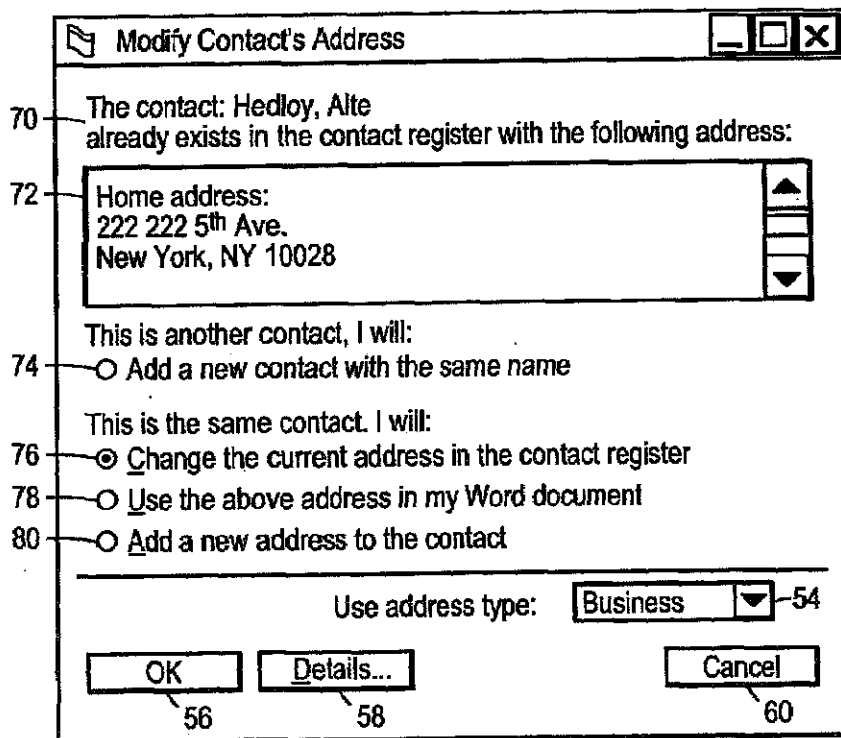 Modify Contact's Address
70 The contact: Hedloy, Alte
already exists in the contact register with the following address:
72 Home address:
222 222 5th Ave.
New York, NY 10028
This is another contact, I will:
74 Add a new contact with the same name
This is the same contact. I will:
76 Change the current address in the contact register
78 Use the above address in my Word document
80 Add a new address to the contact
Use address type: Business 54
OK Details... Cancel
56 58 60